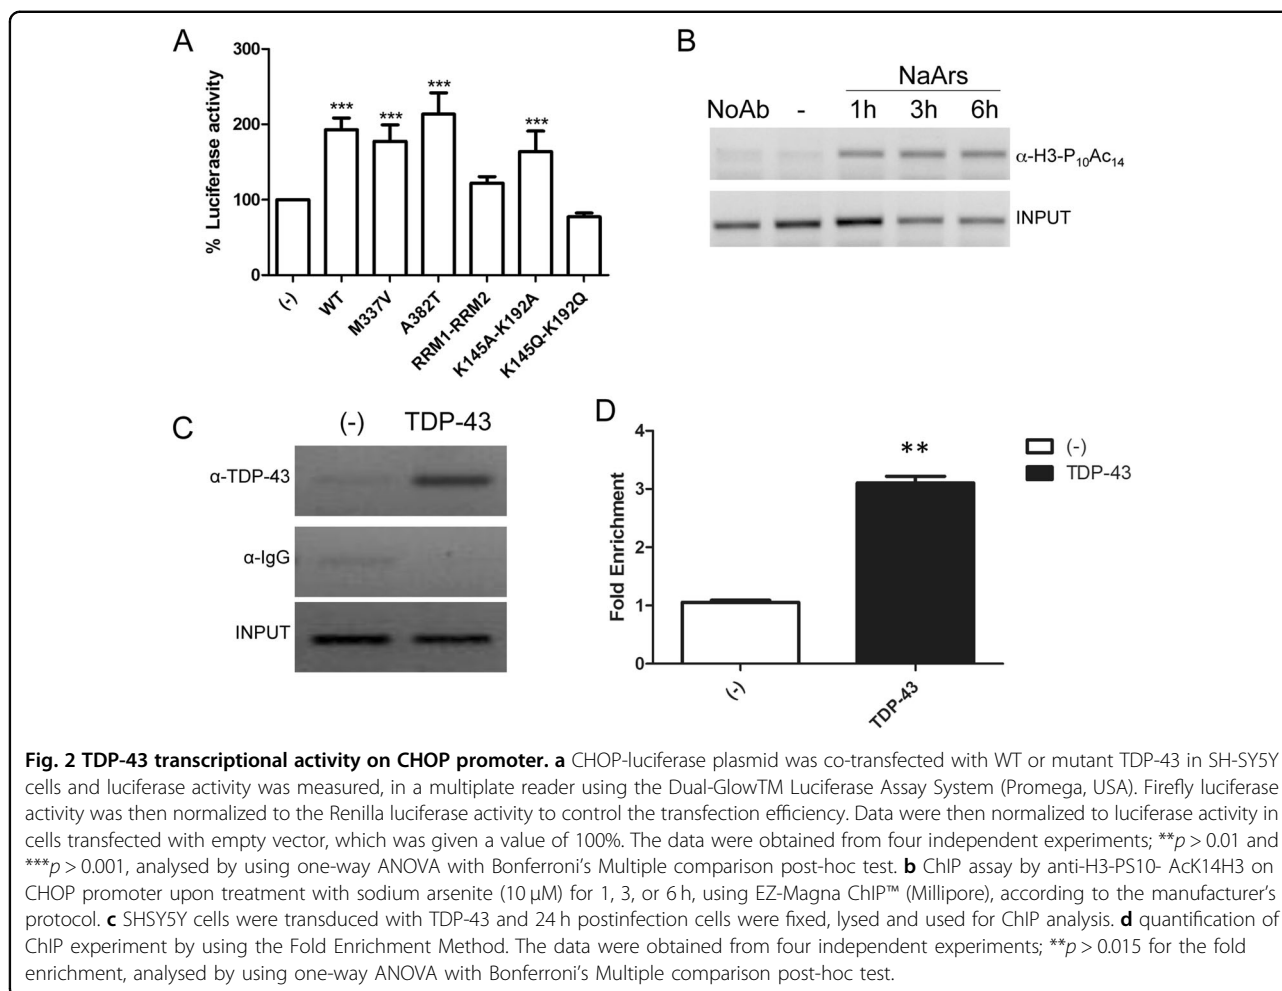 A
300
200
100
0
% Luciferase activity
***
***
***
***
(-)
WT
M337V
A382T
RRM1-RRM2
K145A-K192A
K145Q-K192Q
B
NaArs
NoAb - 1h 3h 6h
α-H3-P10Ac14
INPUT
C
(-) TDP-43
α-TDP-43
α-IgG
INPUT
D
5
4
3
2
1
0
Fold Enrichment
**
(-)
TDP-43
(-)
TDP-43
Fig. 2 TDP-43 transcriptional activity on CHOP promoter. a CHOP-luciferase plasmid was co-transfected with WT or mutant TDP-43 in SH-SY5Y
cells and luciferase activity was measured, in a multiplate reader using the Dual-GlowTM Luciferase Assay System (Promega, USA). Firefly luciferase
activity was then normalized to the Renilla luciferase activity to control the transfection efficiency. Data were then normalized to luciferase activity in
cells transfected with empty vector, which was given a value of 100%. The data were obtained from four independent experiments; **p > 0.01 and
***p > 0.001, analysed by using one-way ANOVA with Bonferroni's Multiple comparison post-hoc test. b ChIP assay by anti-H3-PS10- AcK14H3 on
CHOP promoter upon treatment with sodium arsenite (10 μM) for 1, 3, or 6 h, using EZ-Magna ChIP™ (Millipore), according to the manufacturer's
protocol. c SHSY5Y cells were transduced with TDP-43 and 24 h postinfection cells were fixed, lysed and used for ChIP analysis. d quantification of
ChIP experiment by using the Fold Enrichment Method. The data were obtained from four independent experiments; **p > 0.015 for the fold
enrichment, analysed by using one-way ANOVA with Bonferroni's Multiple comparison post-hoc test.